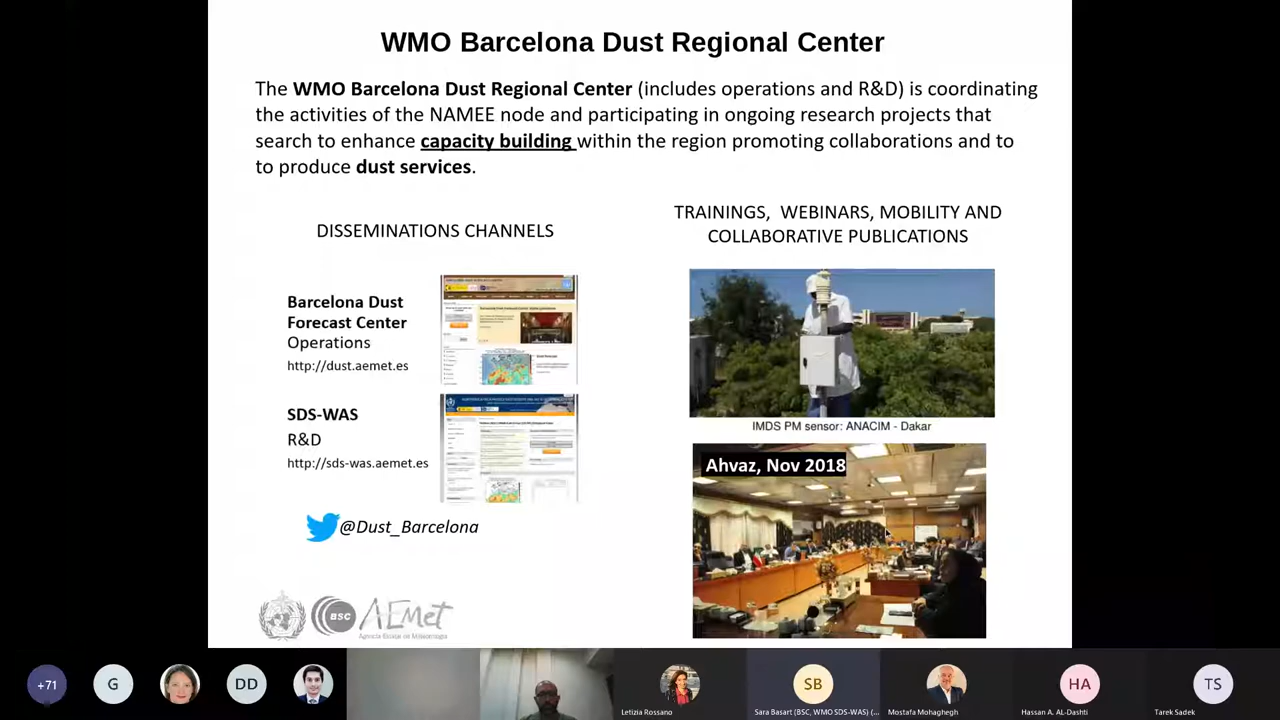 WMO Barcelona Dust Regional Center
The WMO Barcelona Dust Regional Center (includes operations and R&D) is coordinating
the activities of the NAMEE node and participating in ongoing research projects that
search to enhance capacity building within the region promoting collaborations and to
to produce dust services.
DISSEMINATIONS CHANNELS
Barcelona Dust
Forecast Center
Operations
http://dust.aemet.es
SDS-WAS
R&D
http://sds-was.aemet.es
@Dust_Barcelona
TRAININGS, WEBINARS, MOBILITY AND
COLLABORATIVE PUBLICATIONS
IMDS PM sensor: ANACIM - Dakar
Ahvaz, Nov 2018
BSC
AEMet
Agencia Estatal de Meteorología
+71
G
DD
Letizia Rossano
SB
Sara Basart (BSC, WMO SDS-WAS) (...
Mostafa Mohaghegh
HA
Hassan A. AL-Dashti
TS
Tarek Sadek